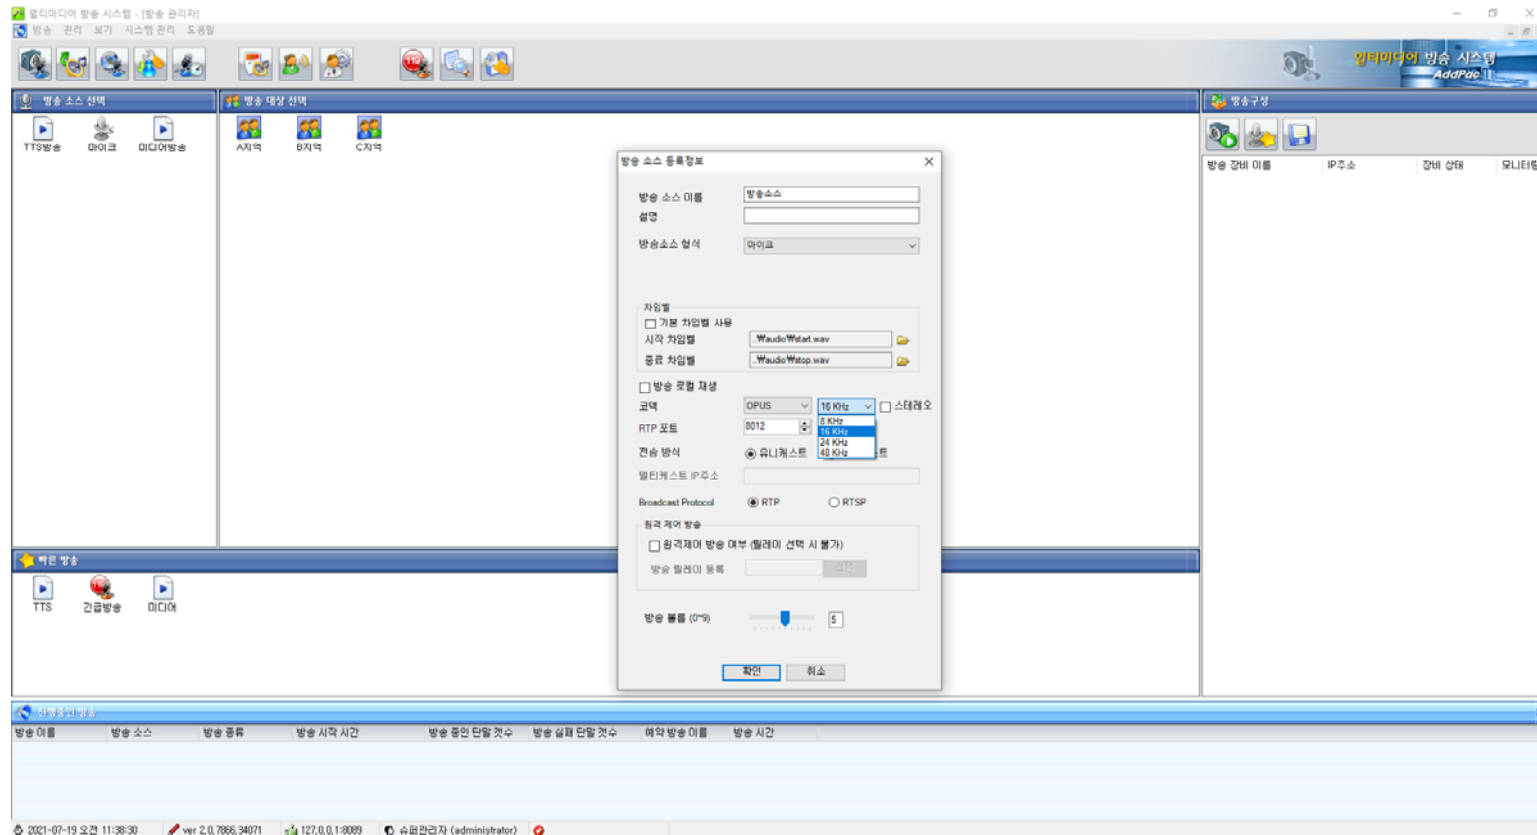 멀티미디어 방송 시스템 - [방송 관리자]
방송 관리 보기 시스템 관리 도움말
119
멀티미디어 방송 시스템
AddPac
방송 소스 선택
방송 대상 선택
방송구성
TTS방송 마이크 미디어방송
A지역 B지역 C지역
방송 장비 이름 IP주소 장비 상태 모니터링
방송 소스 등록정보
방송 소스 이름 방송소스
설명
방송소스 형식 마이크
차임벨
기본 차임벨 사용
시작 차임벨 ..₩audio₩start.wav
종료 차임벨 ..₩audio₩stop.wav
방송 로컬 재생
코덱 OPUS 16 KHz 스테레오
8 KHz
16 KHz
24 KHz
48 KHz
RTP 포트 8012
전송 방식 유니캐스트 트
멀티케스트 IP주소
Broadcast Protocol RTP RTSP
원격 제어 방송
원격제어 방송 여부 (릴레이 선택 시 불가)
방송 릴레이 등록 선택
방송 볼륨 (0~9) 5
확인 취소
빠른 방송
TTS 긴급방송 미디어
진행중인 방송
방송 이름 방송 소스 방송 종류 방송 시작 시간 방송 중인 단말 갯수 방송 실패 단말 갯수 예약 방송 이름 방송 시간
2021-07-19 오전 11:38:30 ver 2,0,7866,34071 127,0,0,1:8089 슈퍼관리자 (administrator)